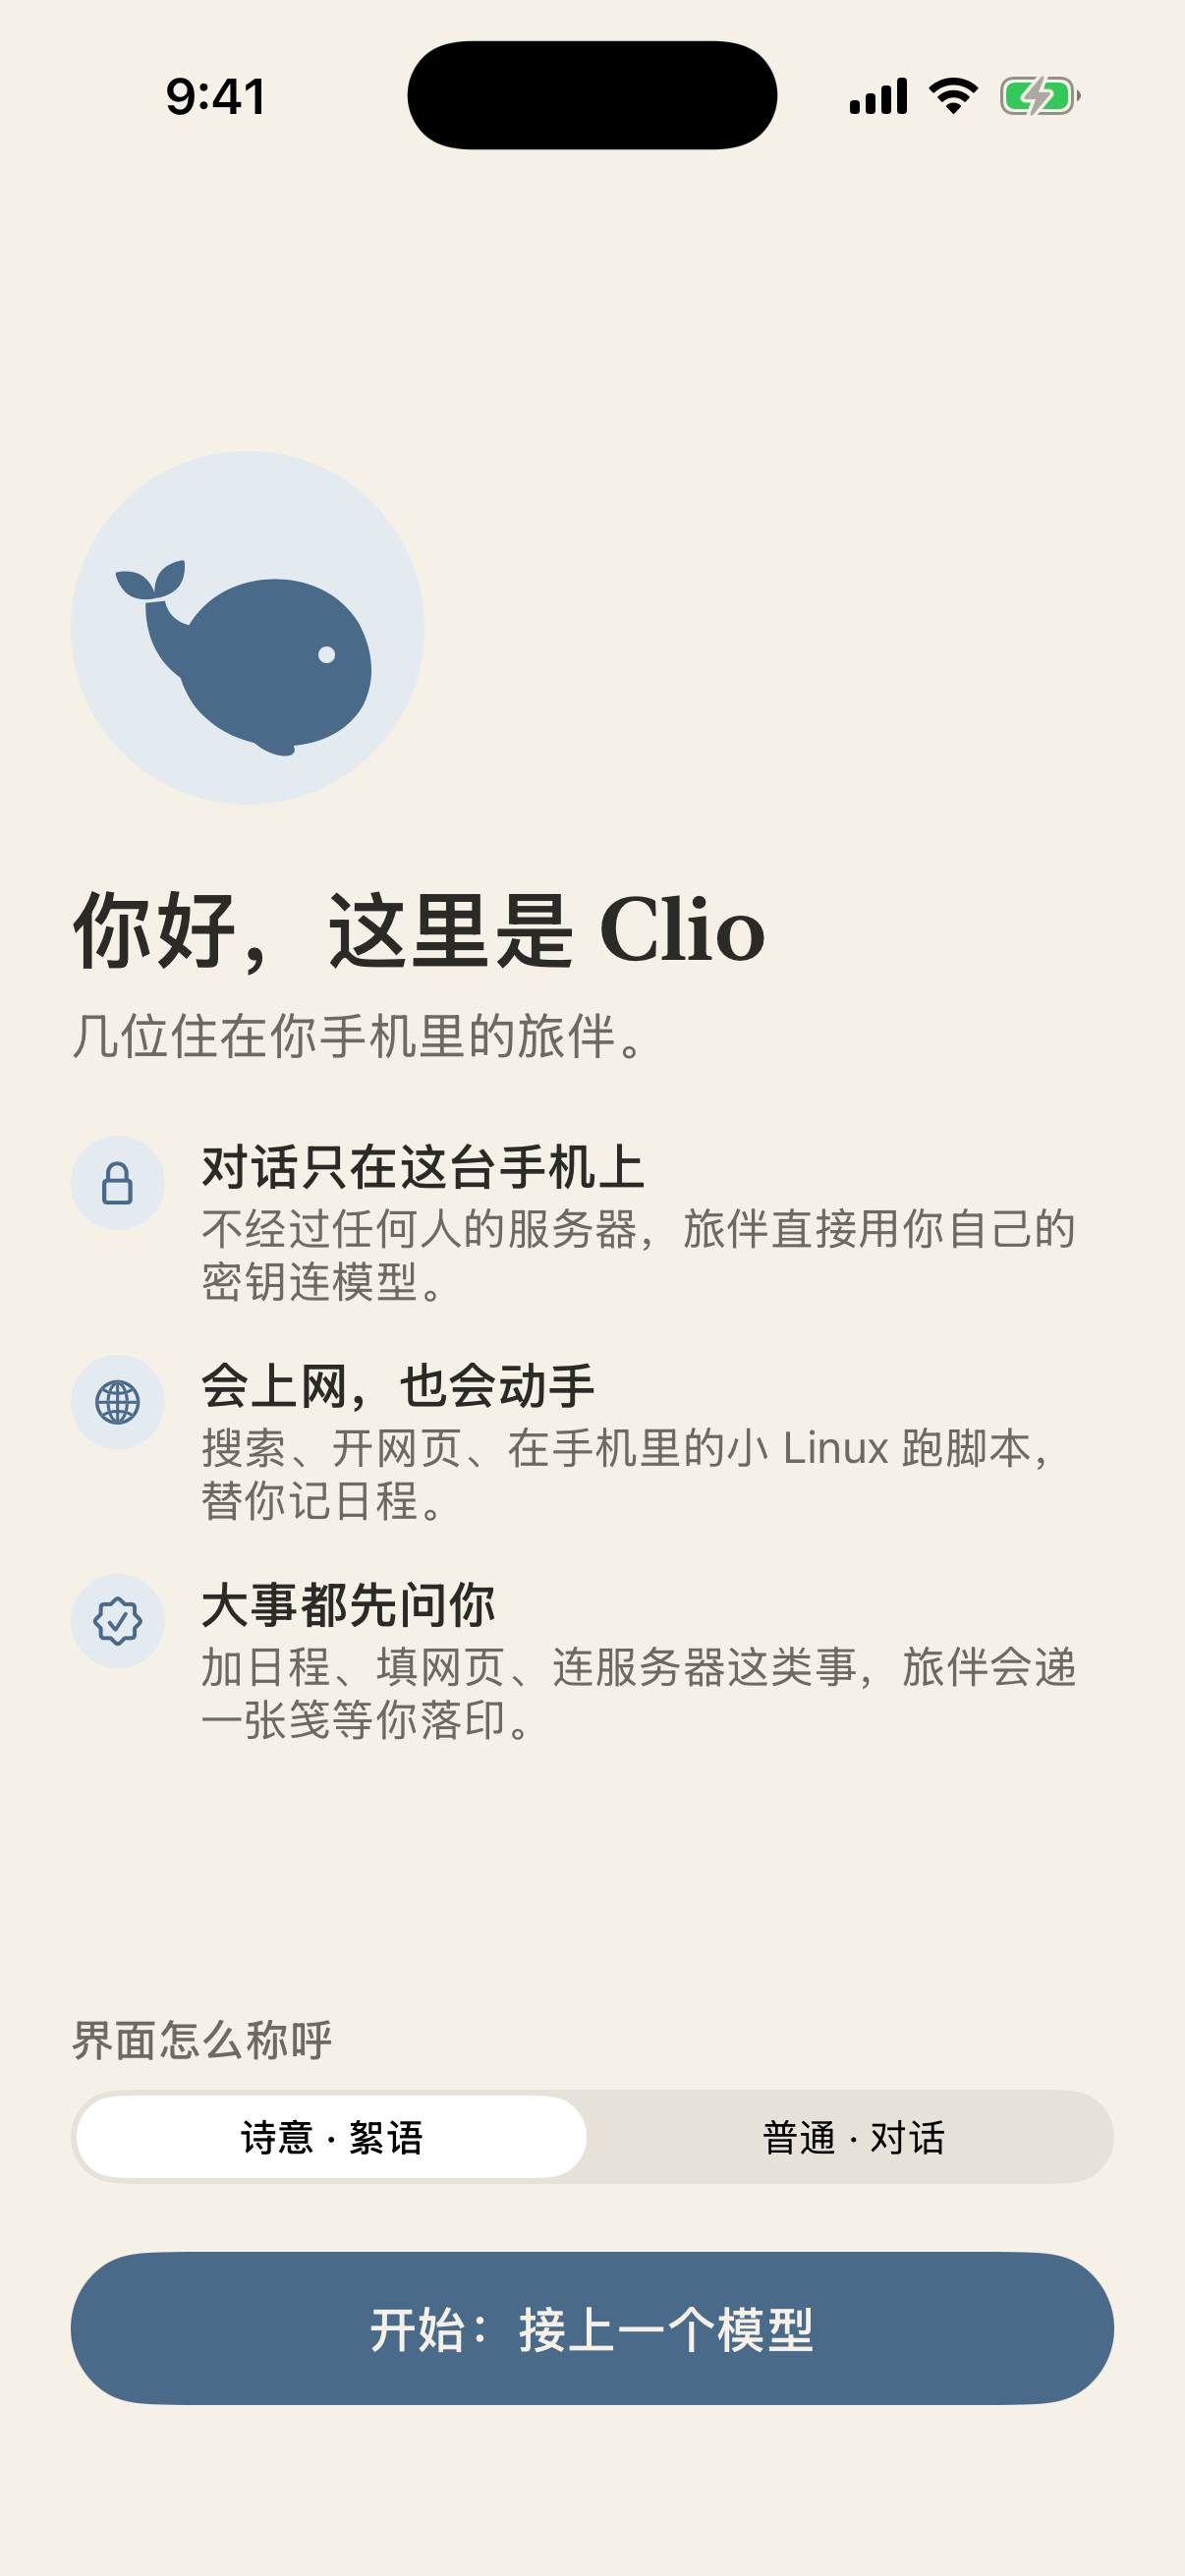 9:41
你好，这里是 Clio
几位住在你手机里的旅伴。
对话只在这台手机上
不经过任何人的服务器，旅伴直接用你自己的
密钥连模型。
会上网，也会动手
搜索、开网页、在手机里的小 Linux 跑脚本，
替你记日程。
大事都先问你
加日程、填网页、连服务器这类事，旅伴会递
一张笺等你落印。
界面怎么称呼
诗意 · 絮语
普通 · 对话
开始：接上一个模型